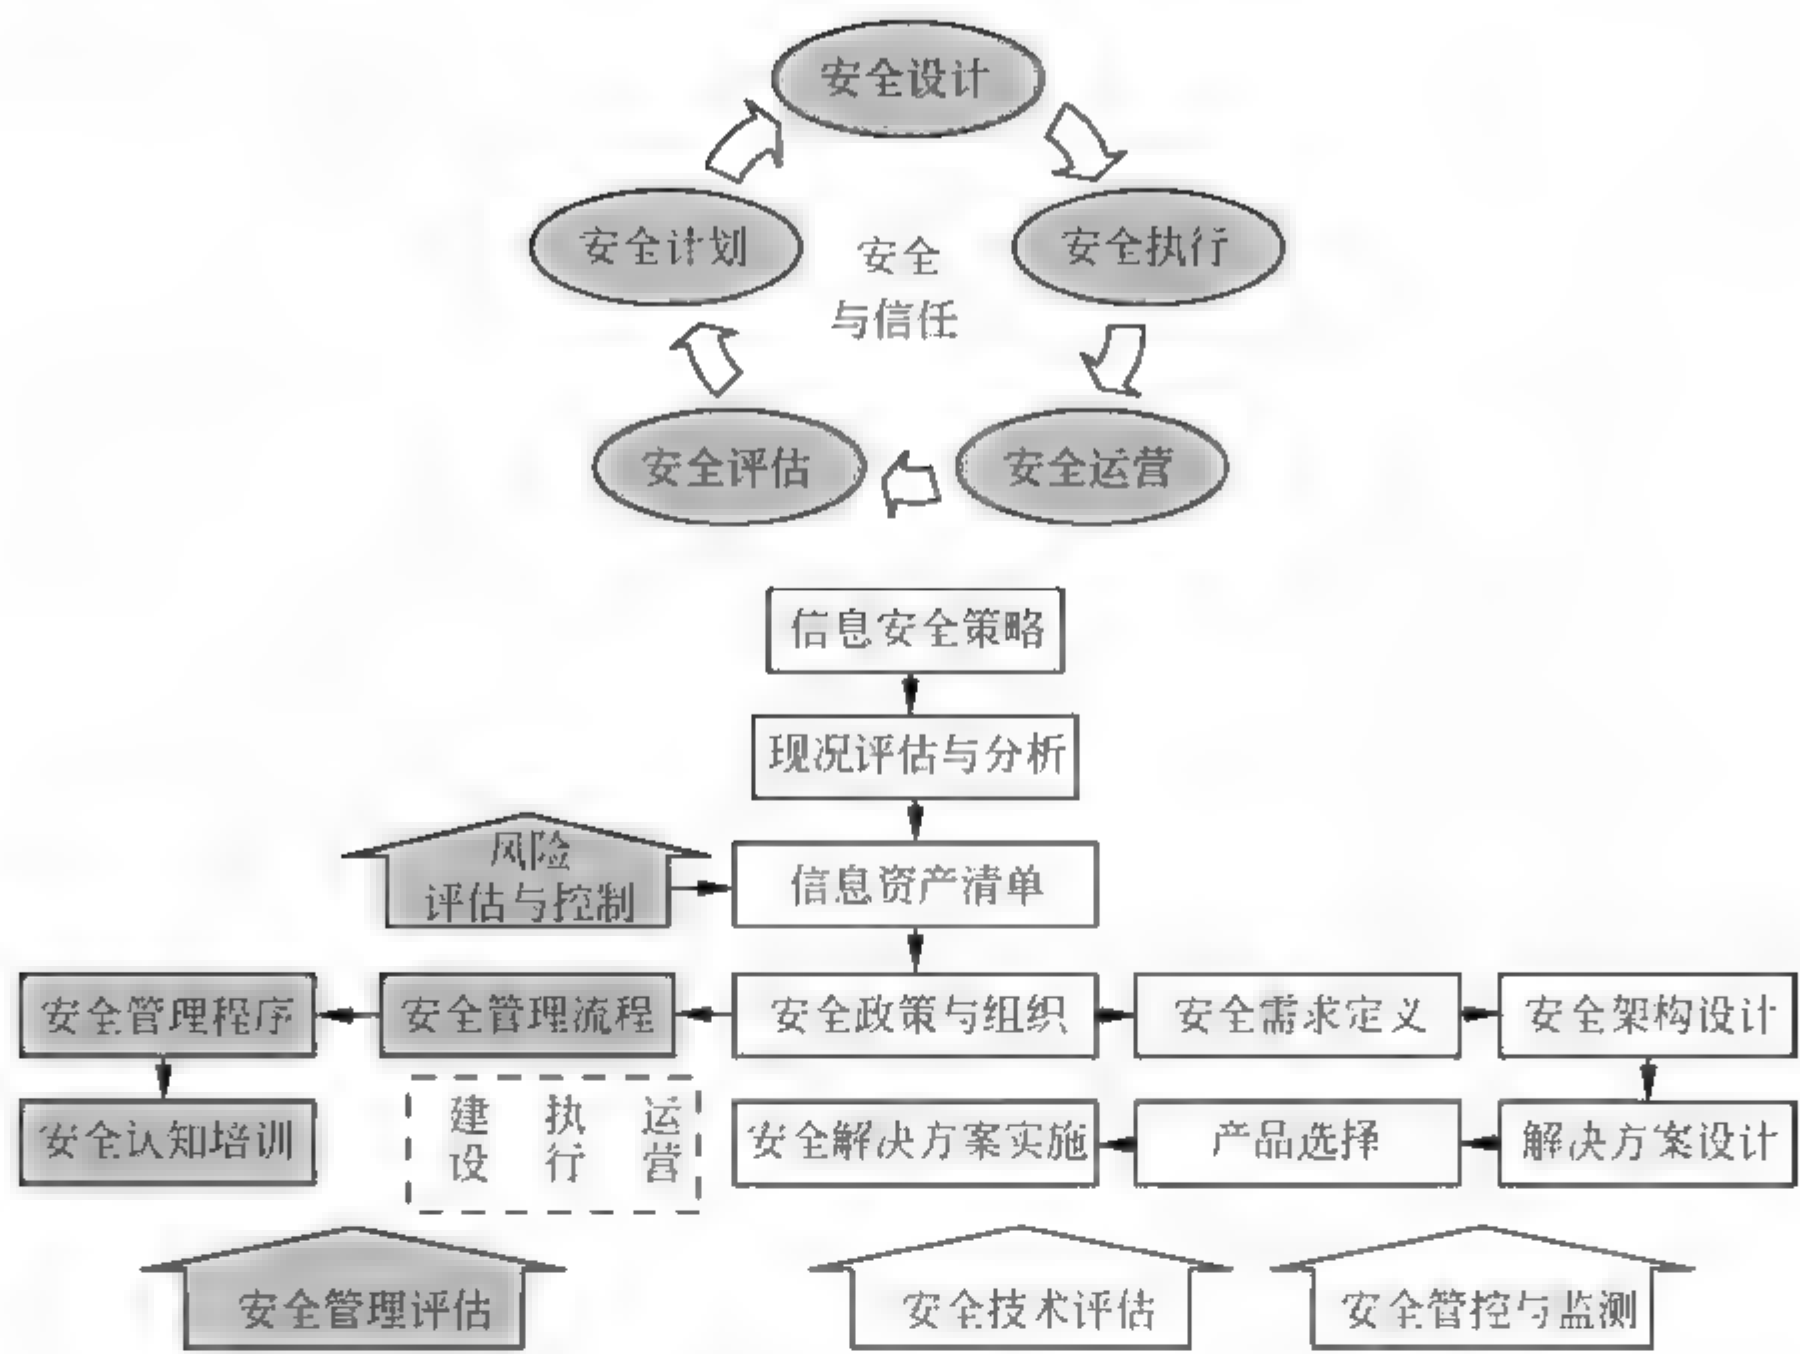 安全设计
安全计划
安全
与信任
安全执行
安全评估
安全运营
信息安全策略
现况评估与分析
风险
评估与控制
信息资产清单
安全管理程序
安全管理流程
安全政策与组织
安全需求定义
安全架构设计
安全认知培训
建设
执行
运营
安全解决方案实施
产品选择
解决方案设计
安全管理评估
安全技术评估
安全管控与监测